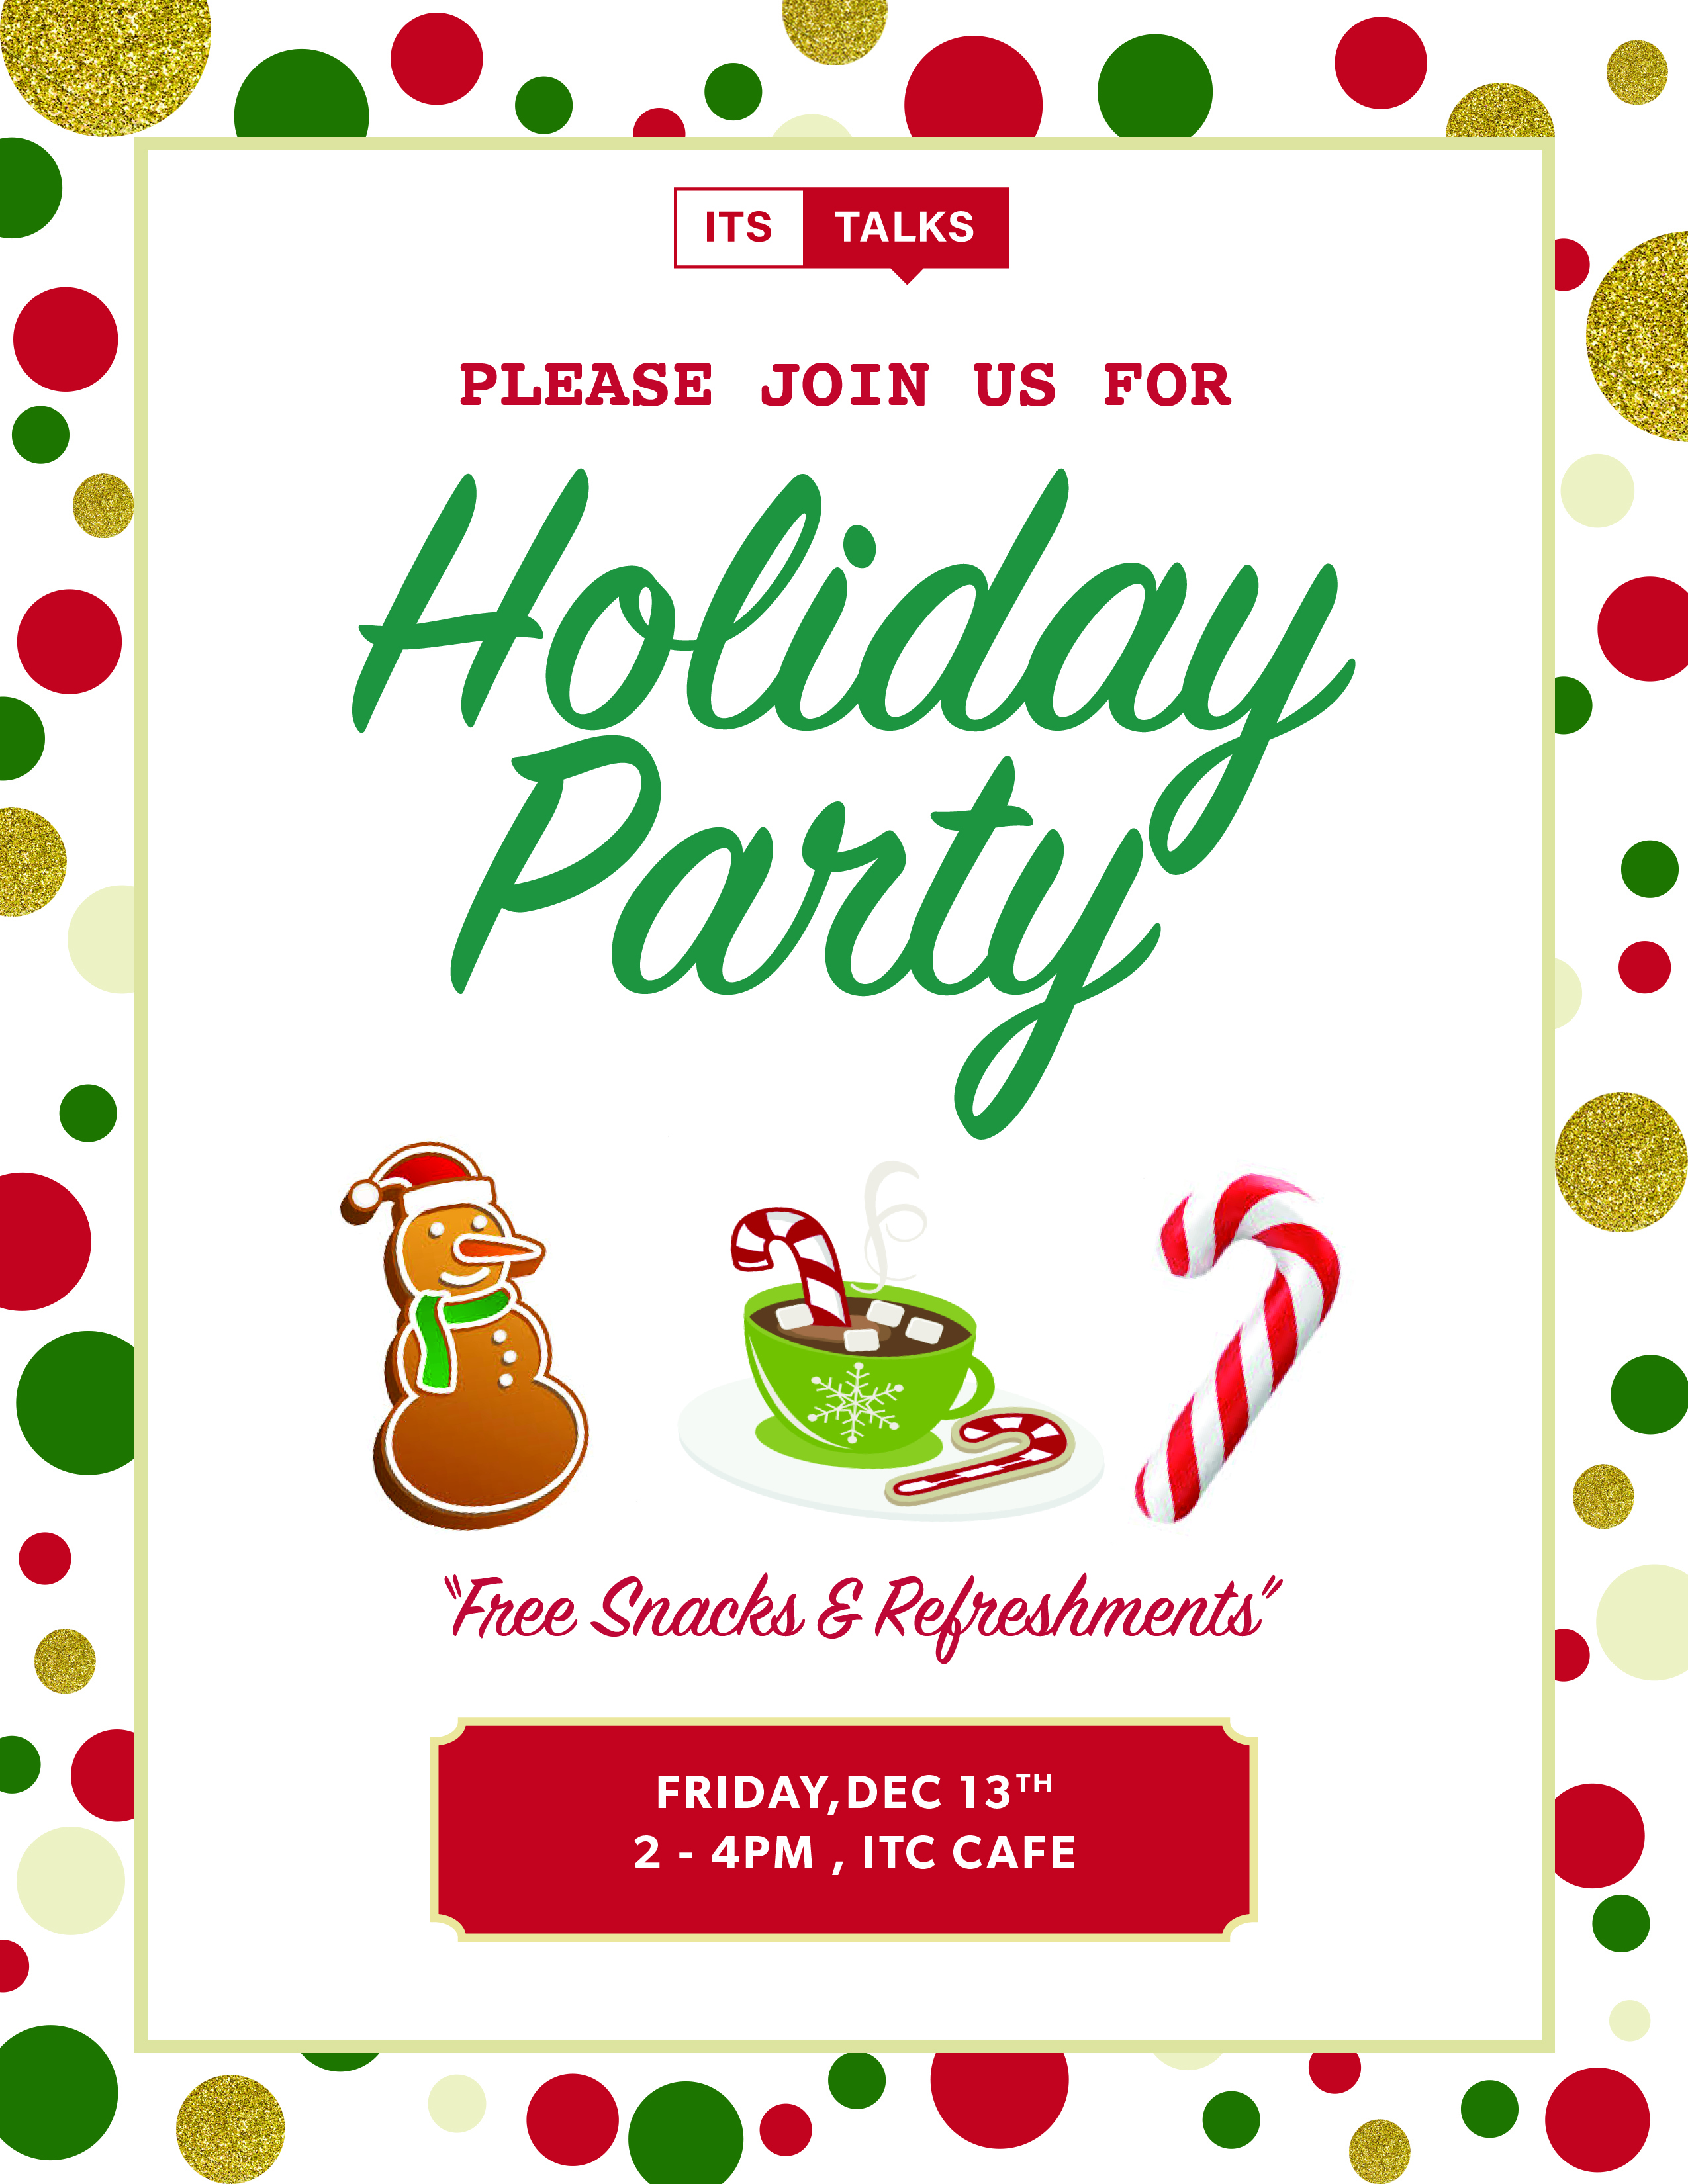 ITS TALKS
PLEASE JOIN US FOR
Holiday
Party
"Free Snacks & Refreshments"
FRIDAY,DEC 13TH
2 - 4PM , ITC CAFE